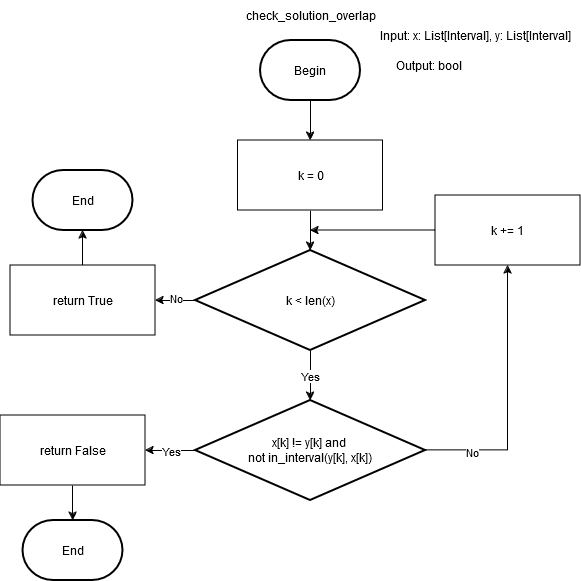 check_solution_overlap
Input: x: List[Interval], y: List[Interval]
Output: bool
Begin
k = 0
End
k += 1
return True
No
k < len(x)
Yes
return False
Yes
x[k] != y[k] and
not in_interval(y[k], x[k])
No
End